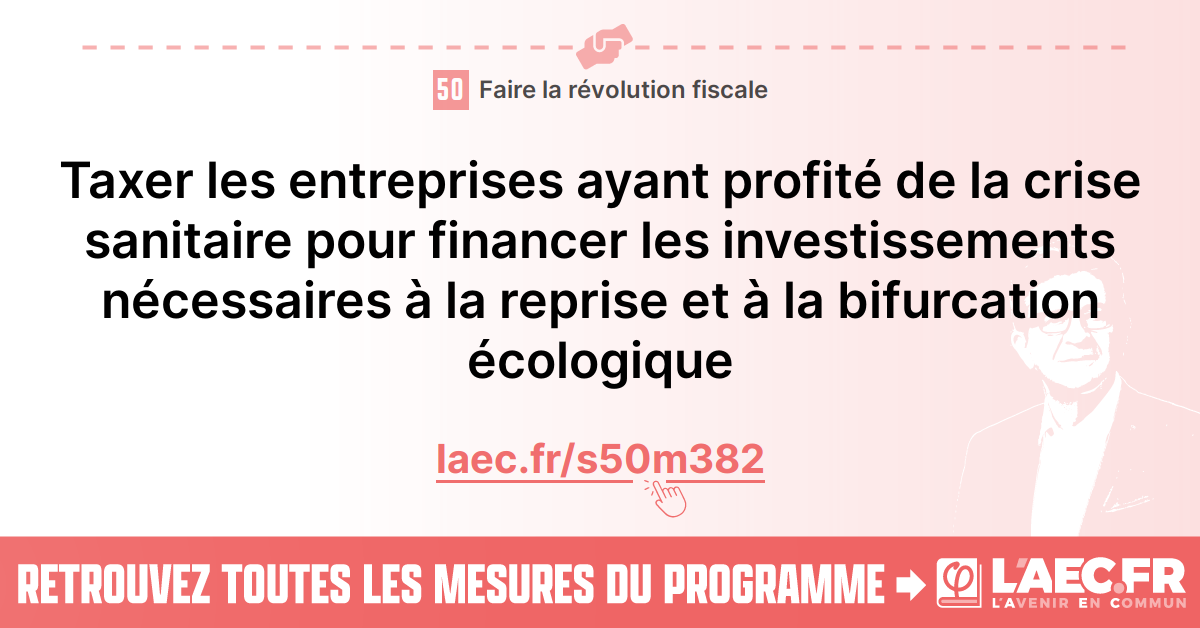 50 Faire la révolution fiscale
Taxer les entreprises ayant profité de la crise
sanitaire pour financer les investissements
nécessaires à la reprise et à la bifurcation
écologique
laec.fr/s50m382
RETROUVEZ TOUTES LES MESURES DU PROGRAMME
φ L'AEC.FR
L'AVENIR EN COMMUN